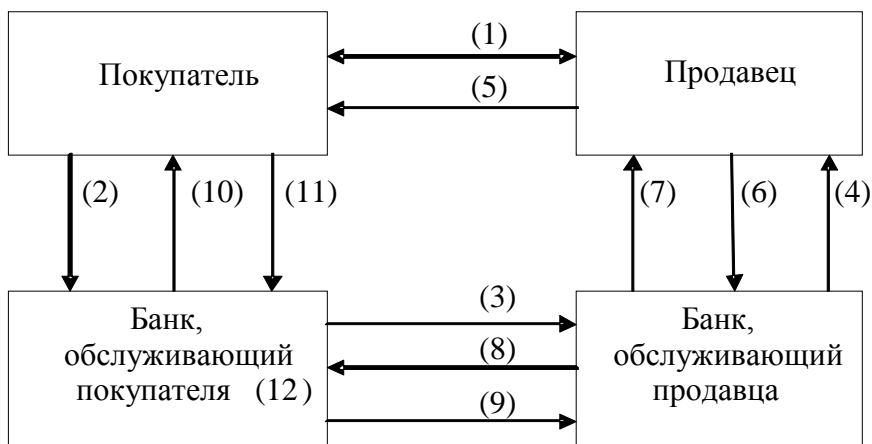 (1)
Покупатель
Продавец
(5)
(2)
(10)
(11)
(7)
(6)
(4)
(3)
Банк,
обслуживающий
покупателя (12)
(8)
(9)
Банк,
обслуживающий
продавца